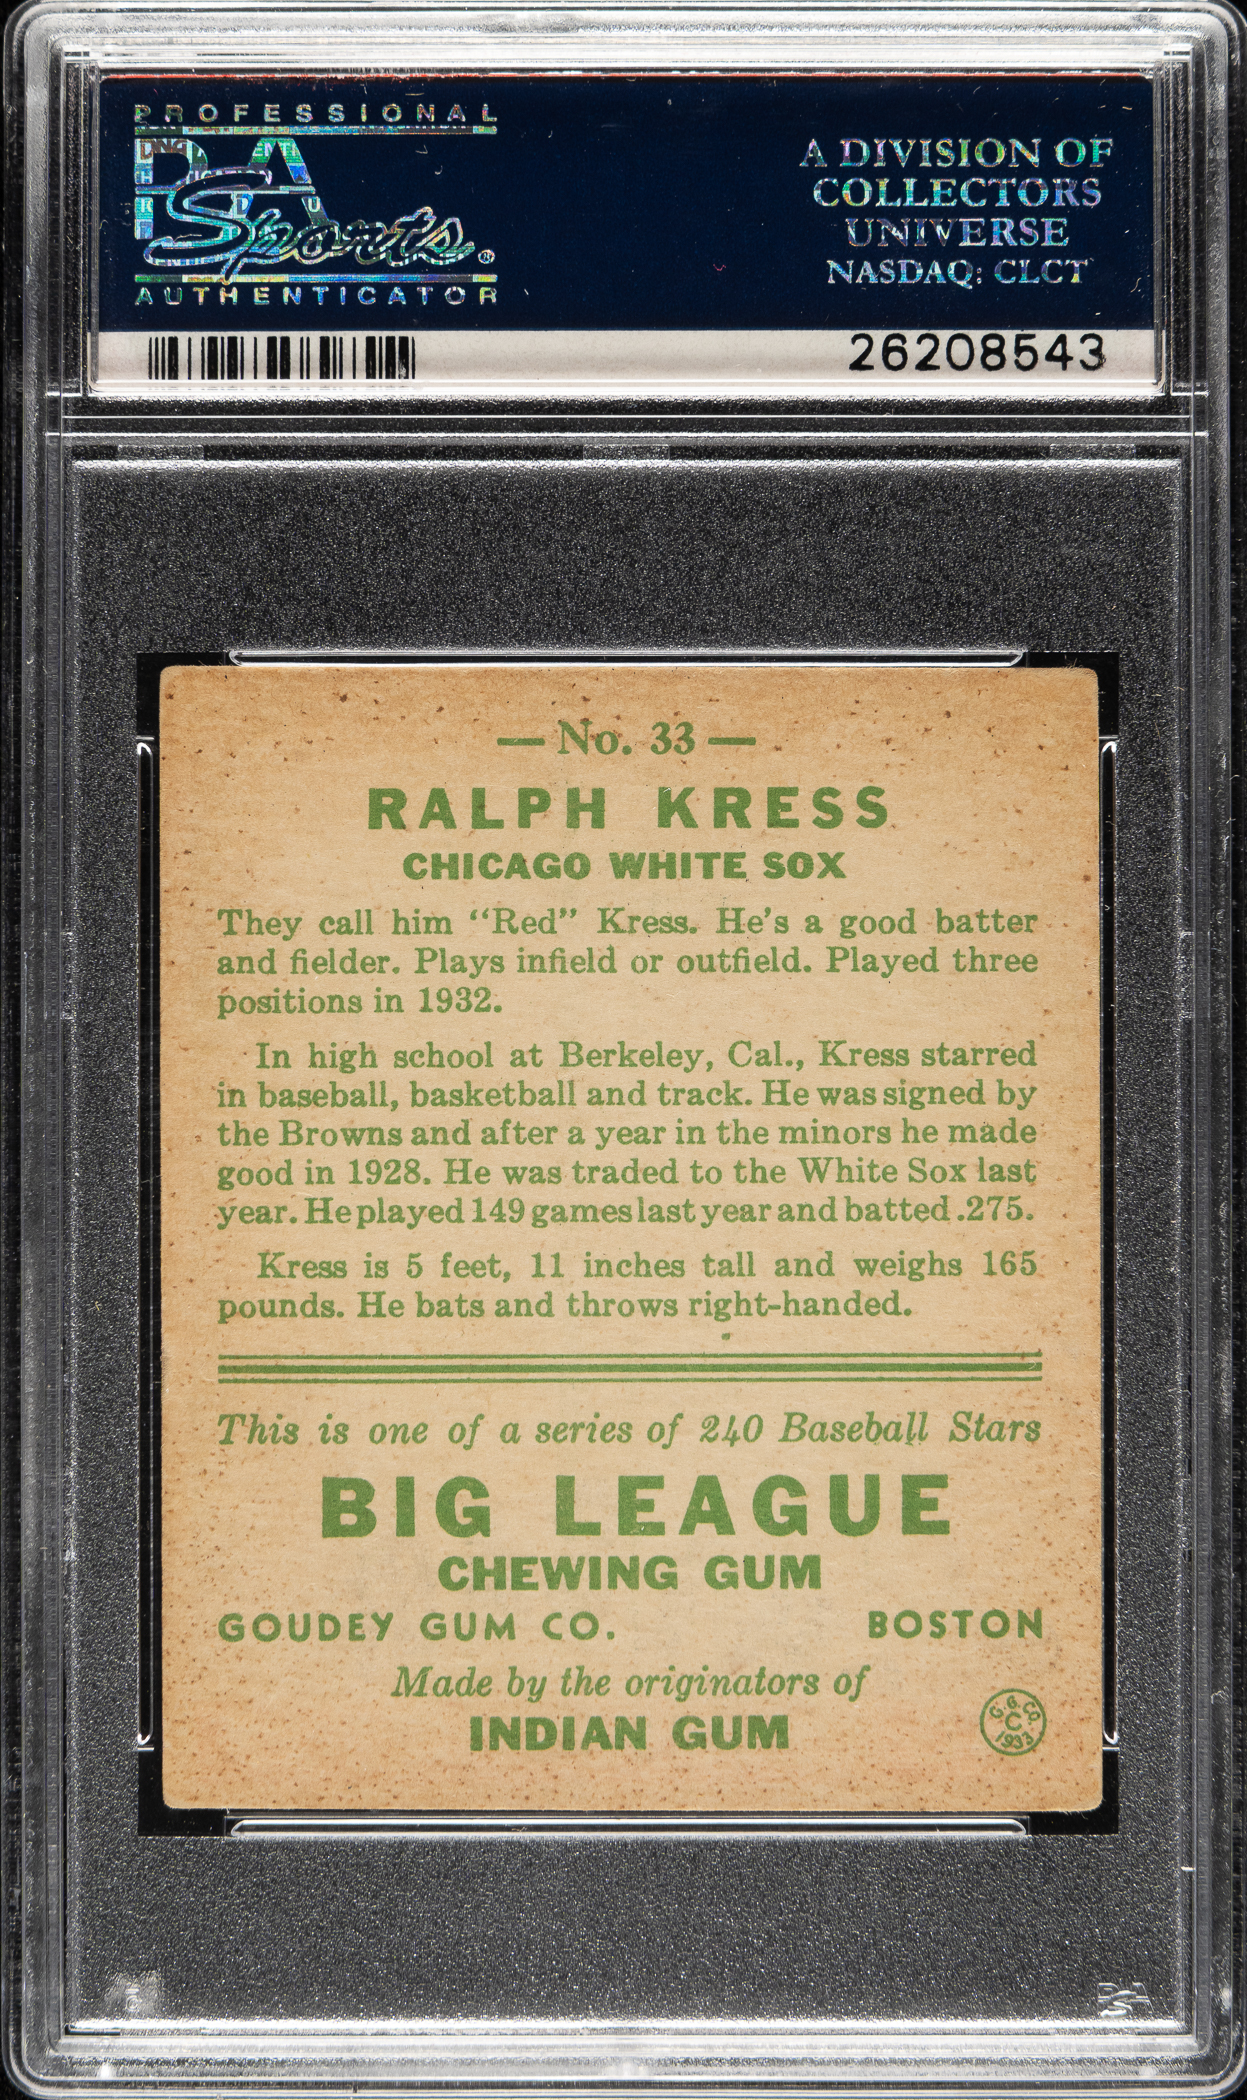 PROFESSIONAL
PSA
Sports®
AUTHENTICATOR
A DIVISION OF
COLLECTORS
UNIVERSE
NASDAQ: CLCT
26208543
— No. 33 —
RALPH KRESS
CHICAGO WHITE SOX
They call him “Red” Kress. He's a good batter
and fielder. Plays infield or outfield. Played three
positions in 1932.
In high school at Berkeley, Cal., Kress starred
in baseball, basketball and track. He was signed by
the Browns and after a year in the minors he made
good in 1928. He was traded to the White Sox last
year. He played 149 games last year and batted .275.
Kress is 5 feet, 11 inches tall and weighs 165
pounds. He bats and throws right-handed.
This is one of a series of 240 Baseball Stars
BIG LEAGUE
CHEWING GUM
GOUDEY GUM CO. BOSTON
Made by the originators of
INDIAN GUM
G. G. CO.
C
1933
PSA